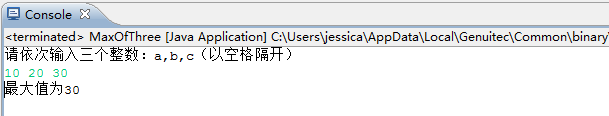 Console
<terminated> MaxOfThree [Java Application] C:\Users\jessica\AppData\Local\Genuitec\Common\binary\
请依次输入三个整数：a,b,c（以空格隔开）
10 20 30
最大值为30